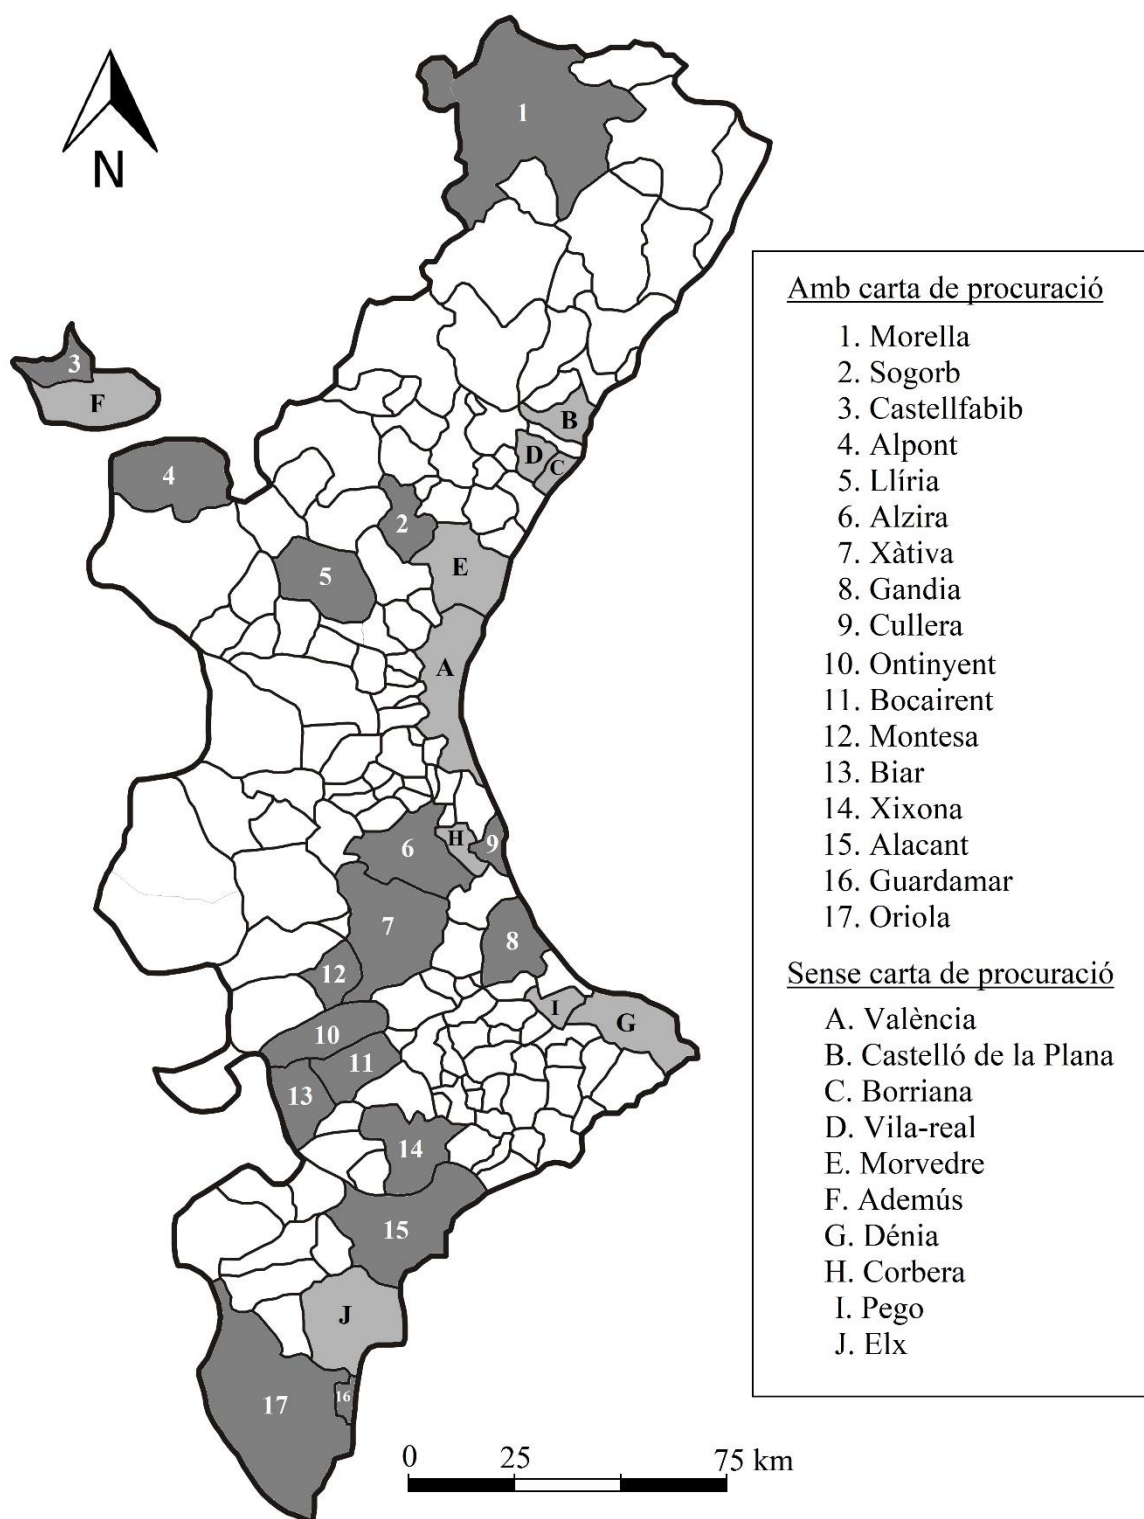 N
1
3
F
4
B
D
C
2
E
5
A
6
H
9
7
8
12
I
G
10
11
13
14
15
J
16
17
0 25 75 km
Amb carta de procuració
1. Morella
2. Sogorb
3. Castellfabib
4. Alpont
5. Llíria
6. Alzira
7. Xàtiva
8. Gandia
9. Cullera
10. Ontinyent
11. Bocairent
12. Montesa
13. Biar
14. Xixona
15. Alacant
16. Guardamar
17. Oriola
Sense carta de procuració
A. València
B. Castelló de la Plana
C. Borriana
D. Vila-real
E. Morvedre
F. Ademús
G. Dénia
H. Corbera
I. Pego
J. Elx